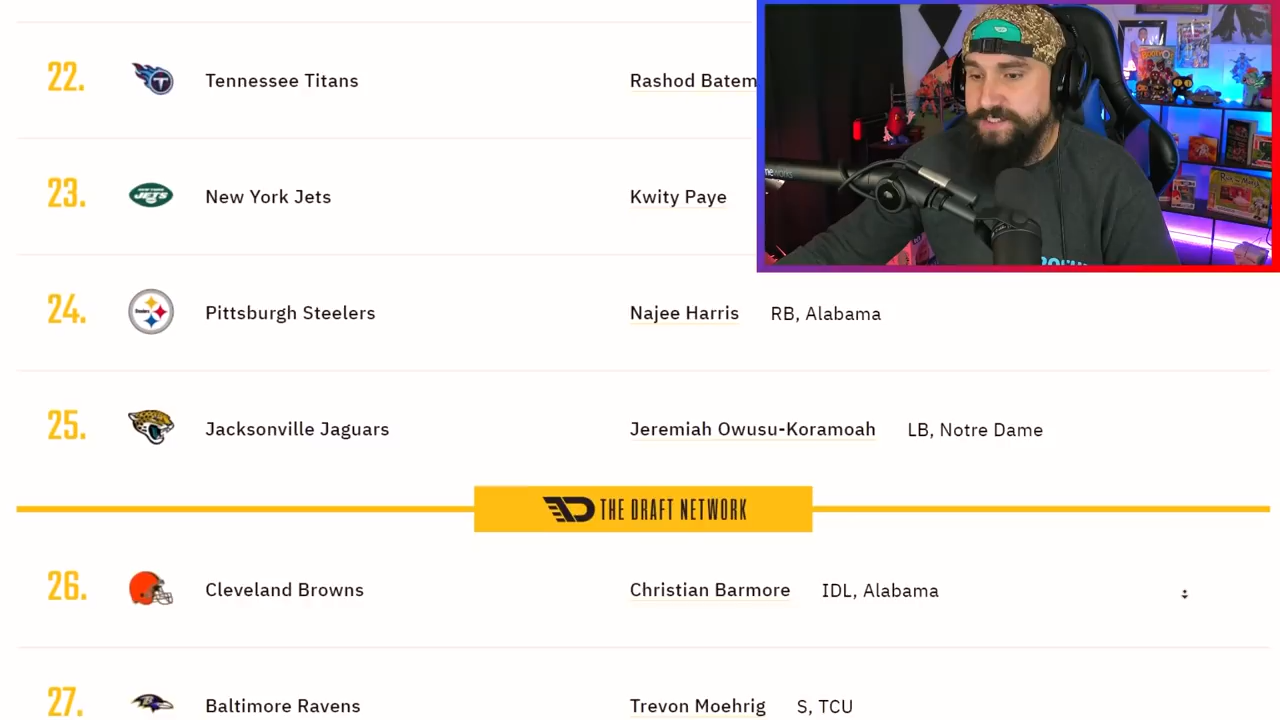 22. Tennessee Titans Rashod Batem
23. JETS New York Jets Kwity Paye
24. Steelers Pittsburgh Steelers Najee Harris RB, Alabama
25. Jacksonville Jaguars Jeremiah Owusu-Koramoah LB, Notre Dame
THE DRAFT NETWORK
26. Cleveland Browns Christian Barmore IDL, Alabama
27. Baltimore Ravens Trevon Moehrig S, TCU